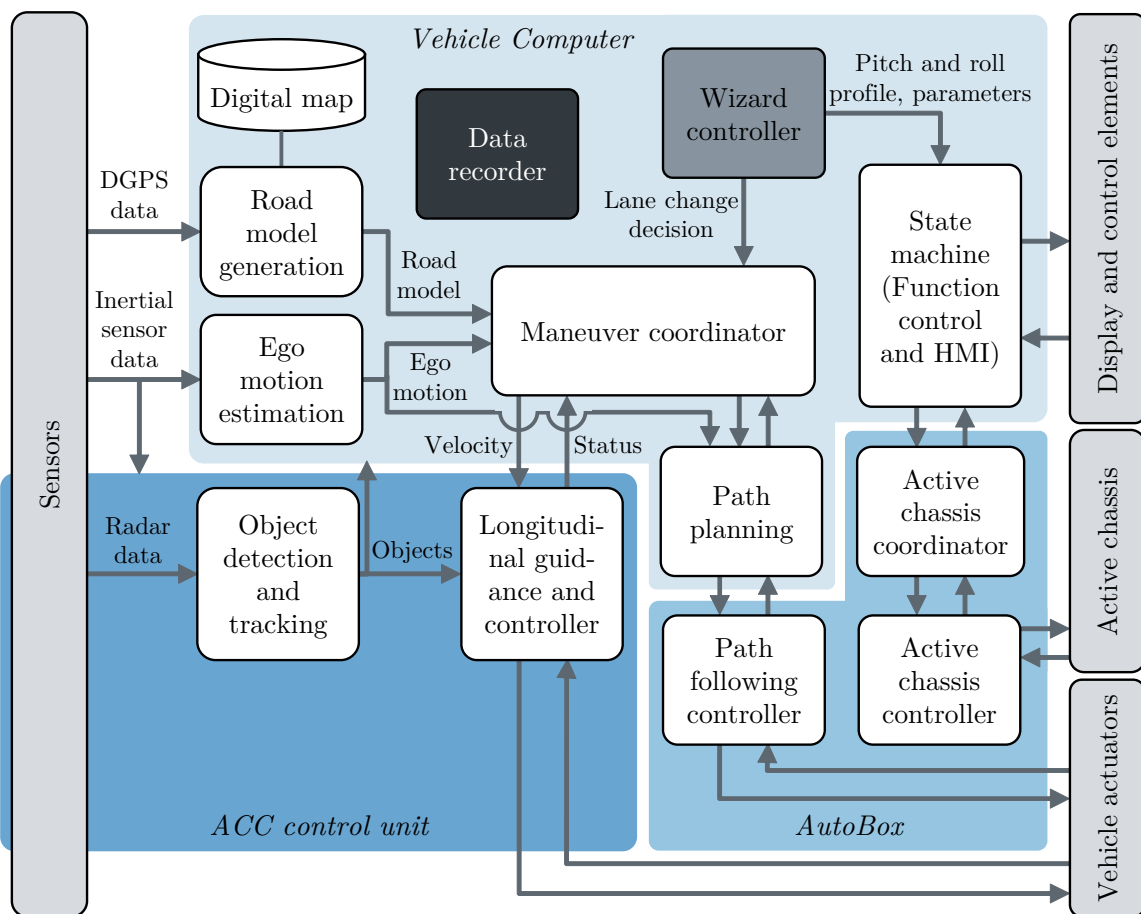 Vehicle Computer
Digital map
Data
recorder
Wizard
controller
Pitch and roll
profile, parameters
DGPS
data
Road
model
generation
Lane change
decision
State
machine
(Function
control
and HMI)
Display and control elements
Road
model
Inertial
sensor
data
Ego
motion
estimation
Maneuver coordinator
Ego
motion
Velocity
Status
Sensors
Radar
data
Object
detection
and
tracking
Objects
Longitudi-
nal guid-
ance and
controller
Path
planning
Active
chassis
coordinator
Active chassis
Path
following
controller
Active
chassis
controller
Vehicle actuators
ACC control unit
AutoBox